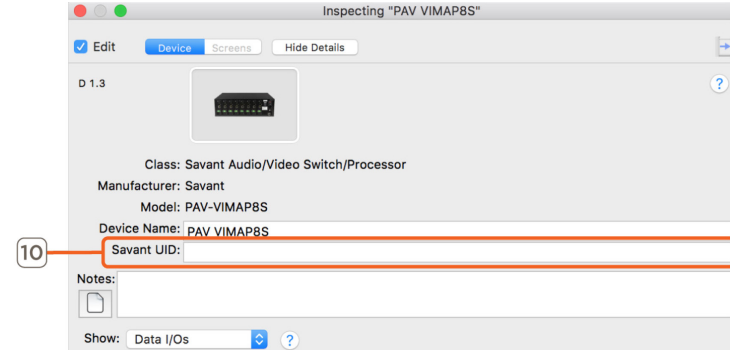 Inspecting "PAV VIMAP8S"
Edit Device Screens Hide Details
D 1.3 ?
Class: Savant Audio/Video Switch/Processor
Manufacturer: Savant
Model: PAV-VIMAP8S
Device Name: PAV VIMAP8S
10 Savant UID:
Notes:
Show: Data I/Os ?